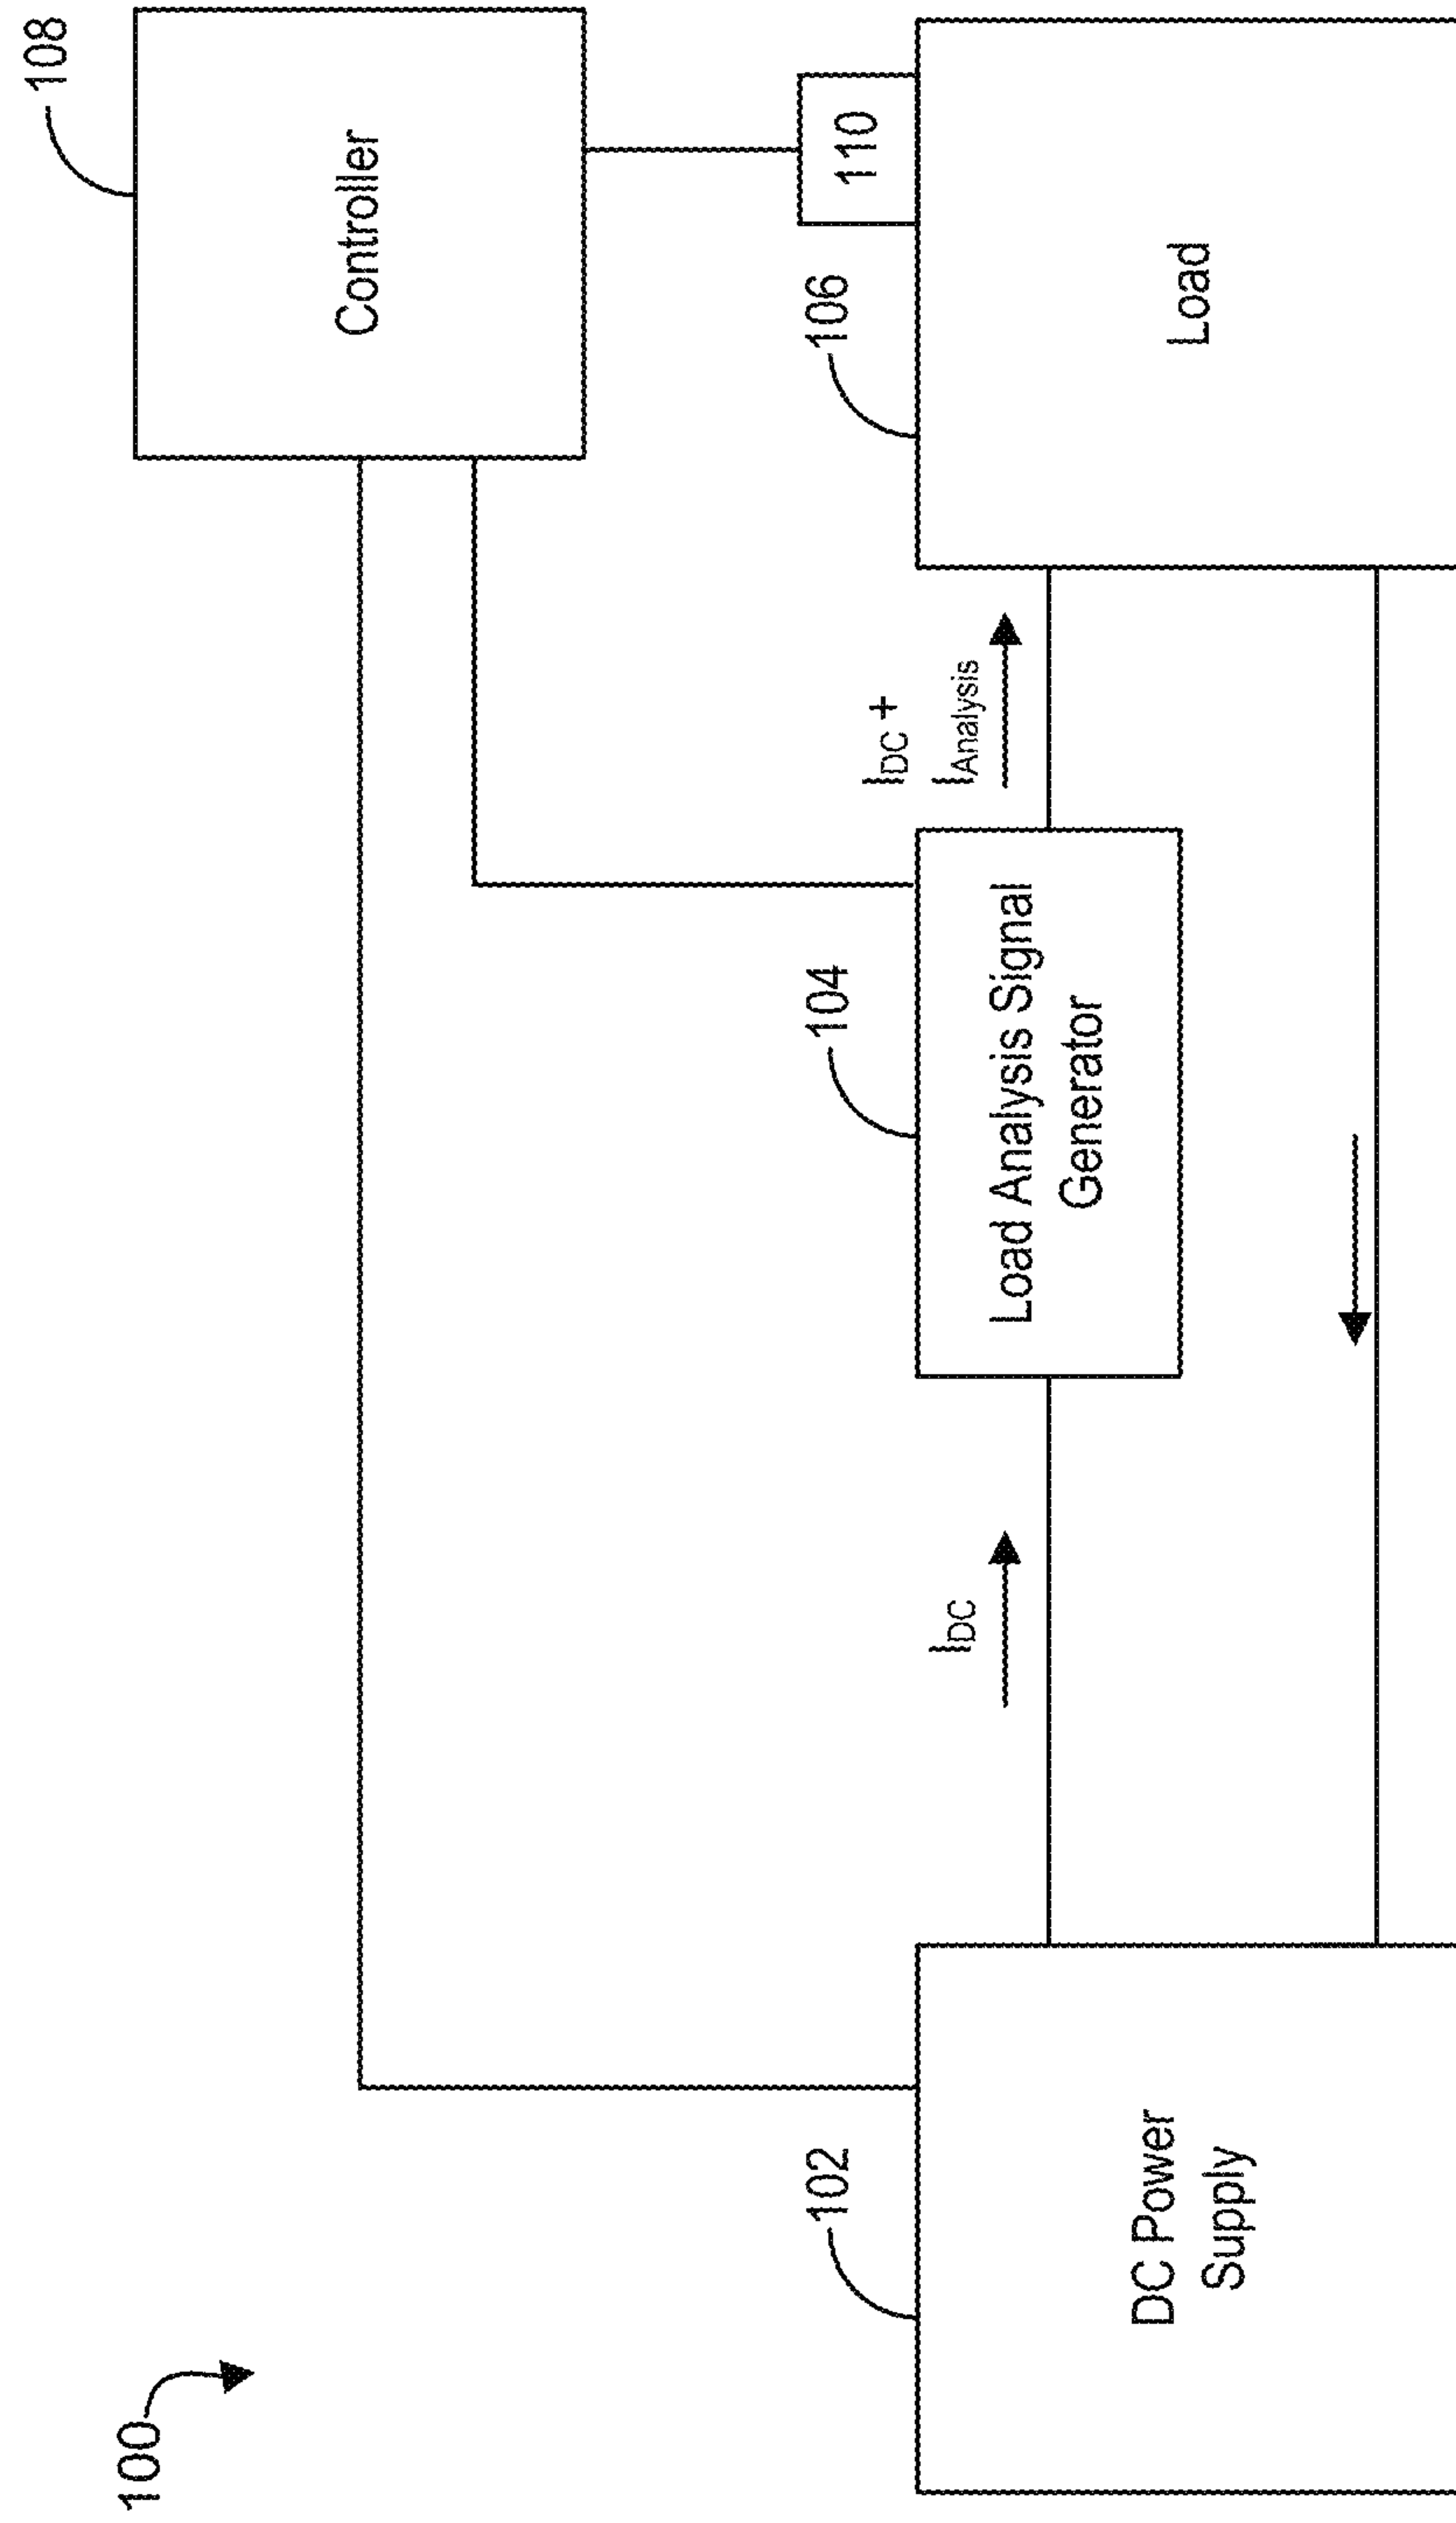 100
108
Controller
110
106
Load
104
Load Analysis Signal
Generator
I_DC +
I_Analysis
I_DC
102
DC Power
Supply